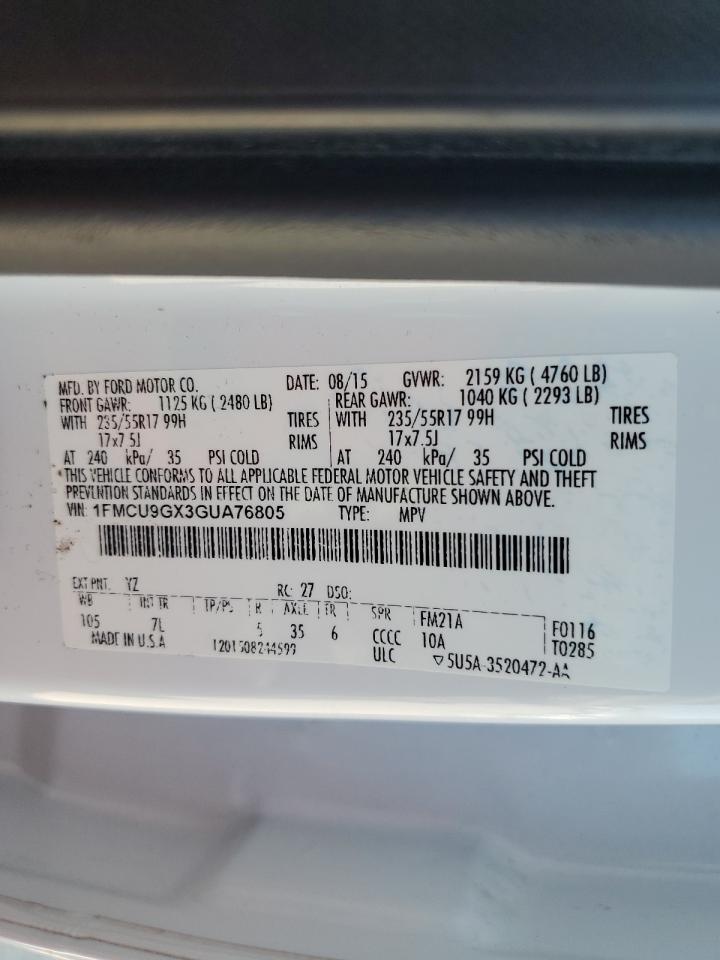 MFD. BY FORD MOTOR CO. DATE: 08/15 GVWR: 2159 KG ( 4760 LB)
FRONT GAWR: 1125 KG ( 2480 LB) REAR GAWR: 1040 KG ( 2293 LB)
WITH 235/55R17 99H TIRES WITH 235/55R17 99H TIRES
17x7.5J RIMS 17x7.5J RIMS
AT 240 kPa/ 35 PSI COLD AT 240 kPa/ 35 PSI COLD
*THIS VEHICLE CONFORMS TO ALL APPLICABLE FEDERAL MOTOR VEHICLE SAFETY AND THEFT
PREVENTION STANDARDS IN EFFECT ON THE DATE OF MANUFACTURE SHOWN ABOVE.
VIN: 1FMCU9GX3GUA76805 TYPE: MPV
EXT PNT: YZ RC: 27 DSO:
WB INT TR TP/PS R AXLE TR SPR FM21A
105 7L 5 35 6 CCCC 10A F0116
MADE IN U.S.A ULC T0285
5U5A-3520472-AA